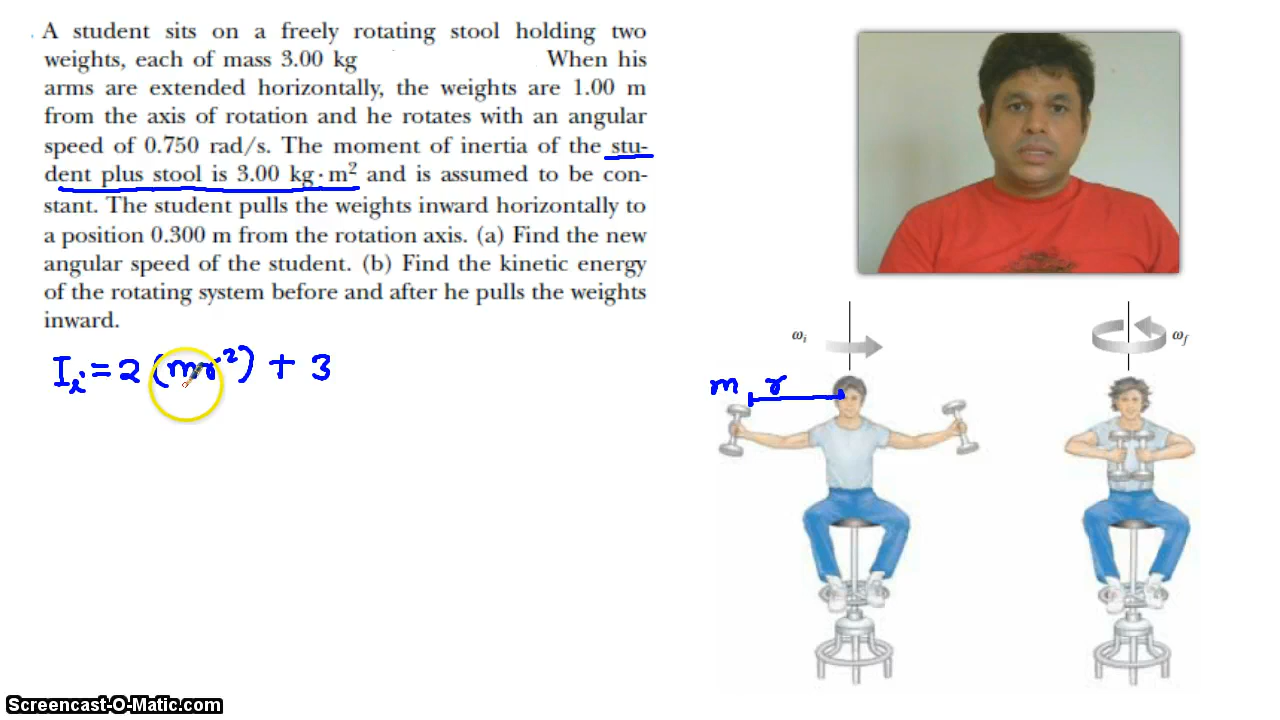 A student sits on a freely rotating stool holding two
weights, each of mass 3.00 kg When his
arms are extended horizontally, the weights are 1.00 m
from the axis of rotation and he rotates with an angular
speed of 0.750 rad/s. The moment of inertia of the stu-
dent plus stool is 3.00 kg · m² and is assumed to be con-
stant. The student pulls the weights inward horizontally to
a position 0.300 m from the rotation axis. (a) Find the new
angular speed of the student. (b) Find the kinetic energy
of the rotating system before and after he pulls the weights
inward.
I_i = 2 (mr²) + 3
ω_i
ω_f
m r
Screencast-O-Matic.com